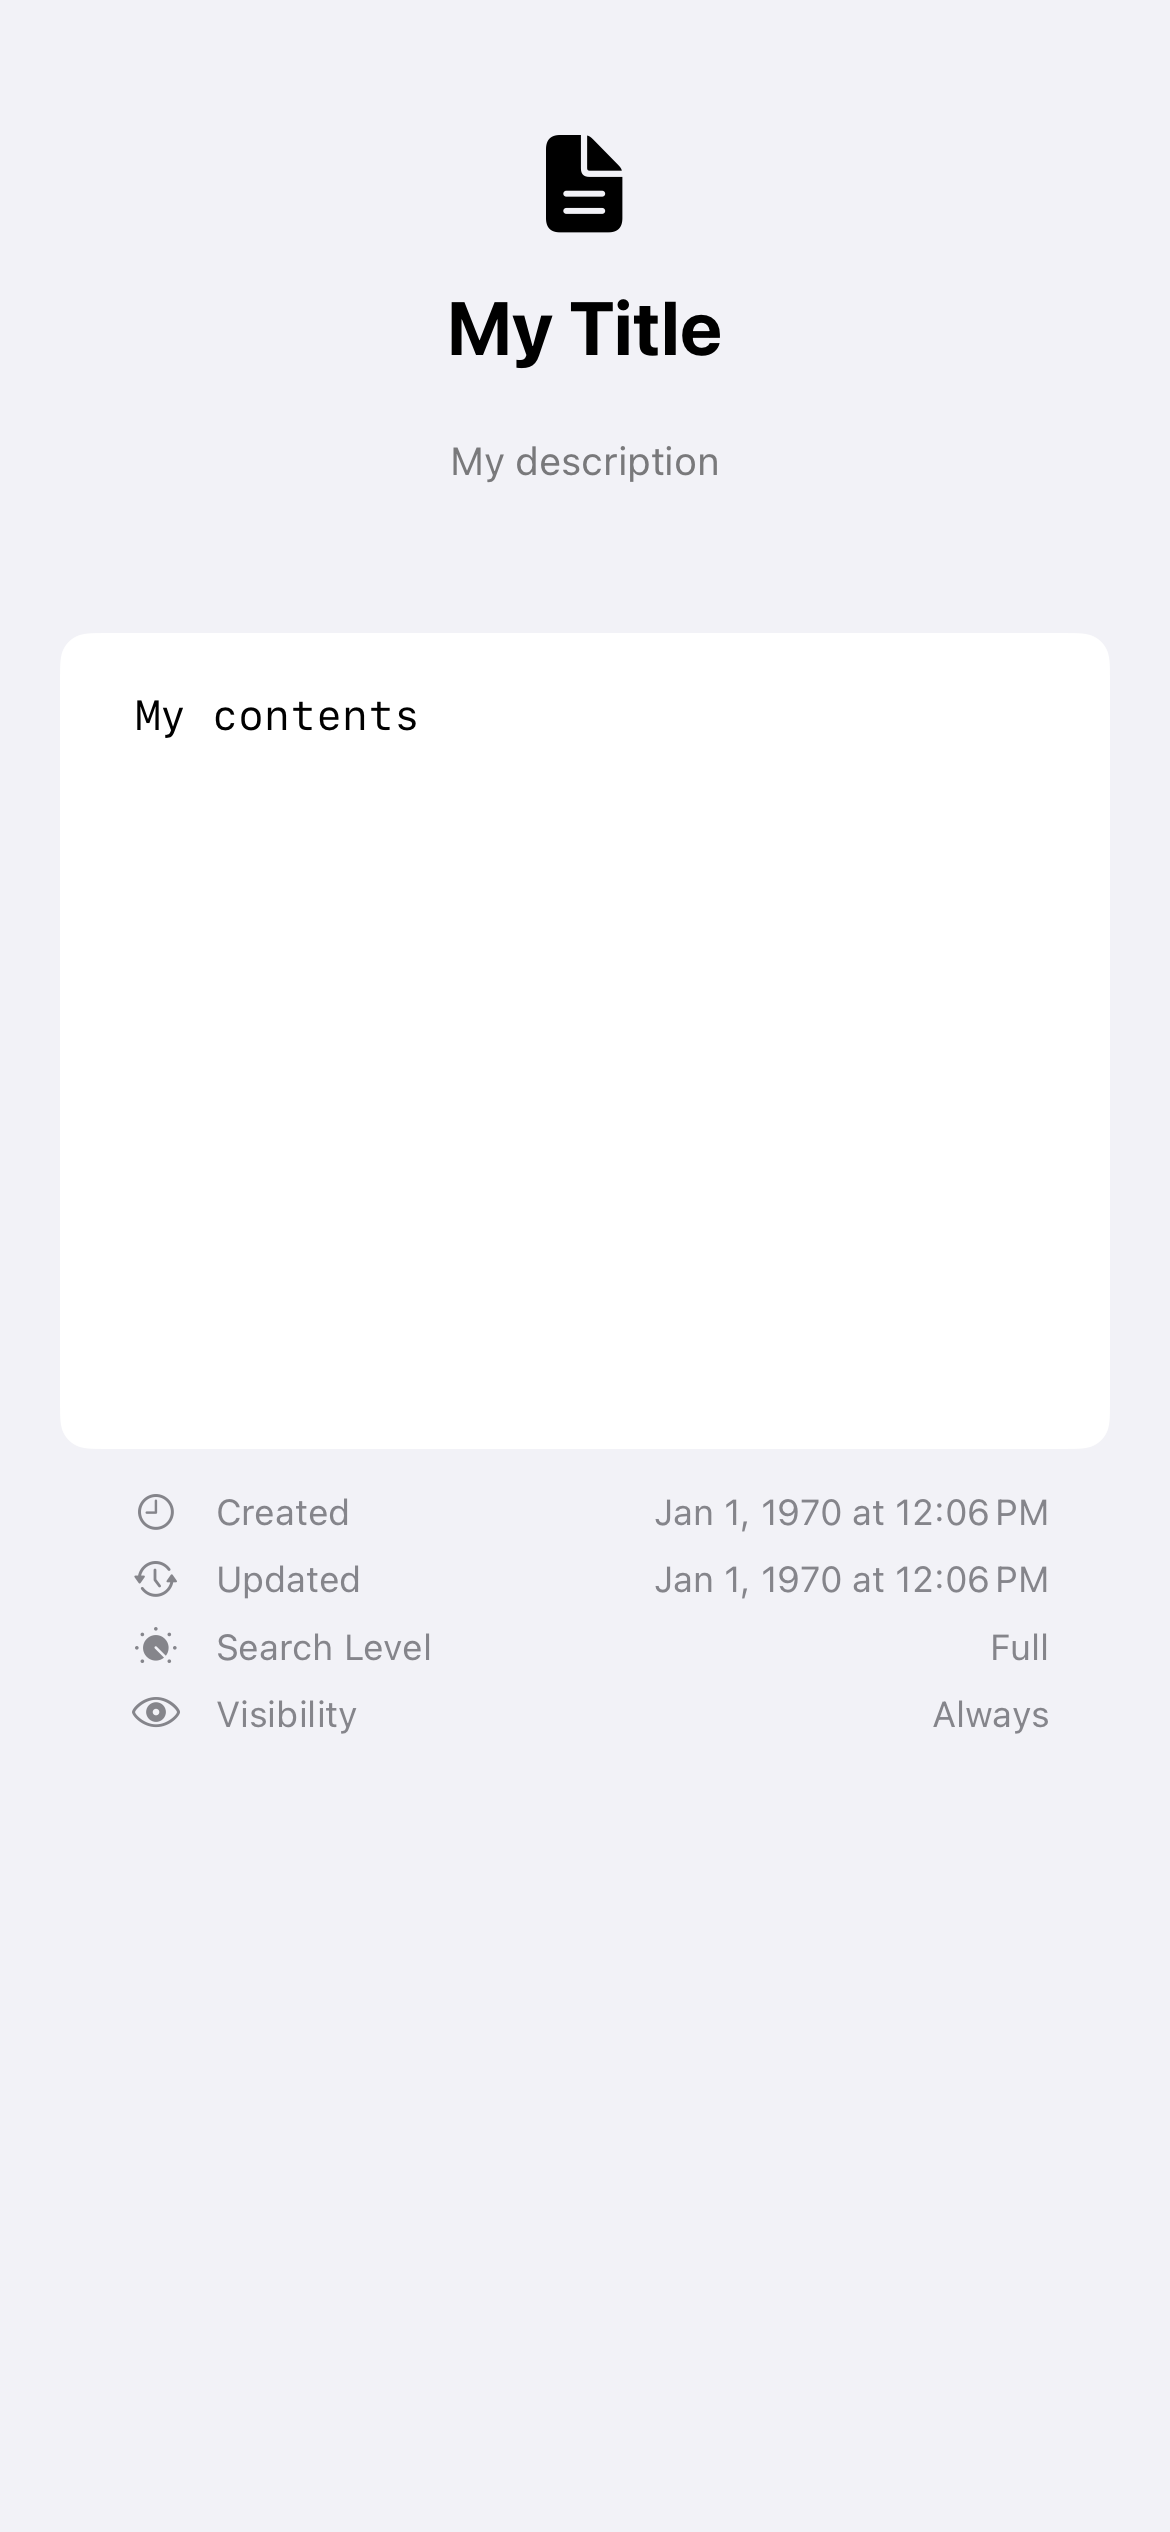 My Title
My description
My contents
Created Jan 1, 1970 at 12:06 PM
Updated Jan 1, 1970 at 12:06 PM
Search Level Full
Visibility Always